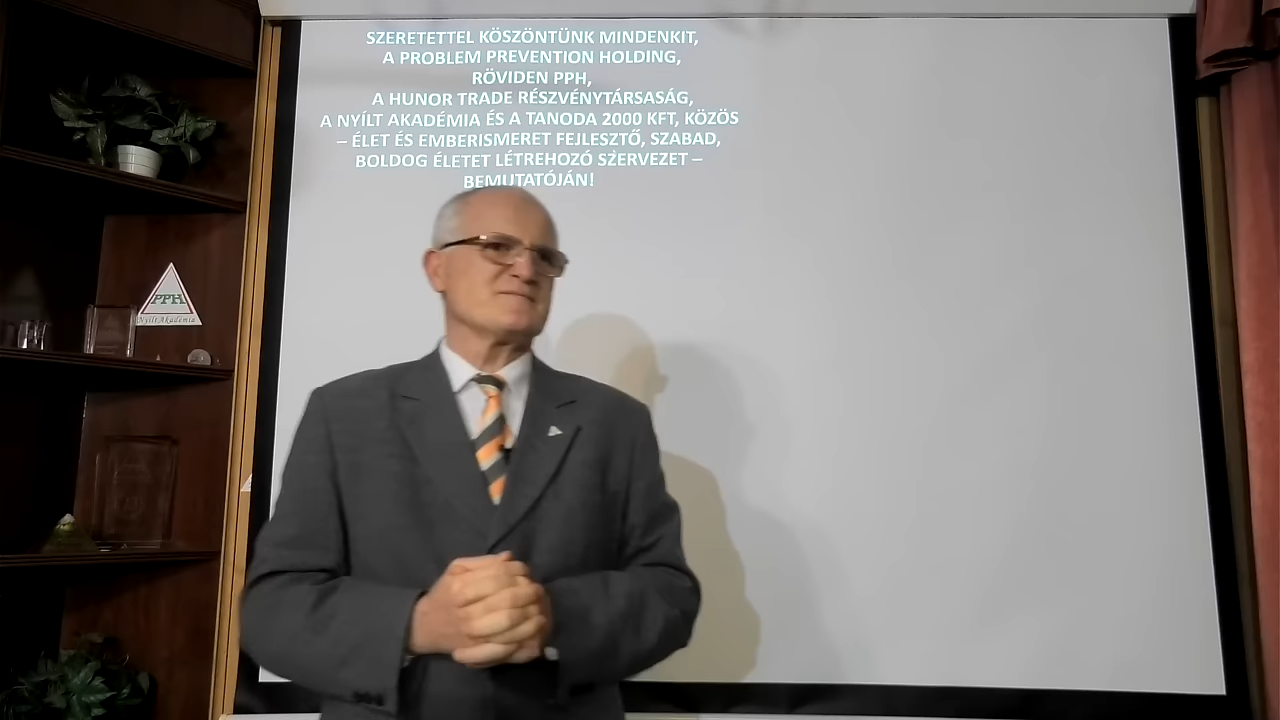 SZERETETTEL KÖSZÖNTÜNK MINDENKIT,
A PROBLEM PREVENTION HOLDING,
RÖVIDEN PPH,
A HUNOR TRADE RÉSZVÉNYTÁRSASÁG,
A NYÍLT AKADÉMIA ÉS A TANODA 2000 KFT, KÖZÖS
– ÉLET ÉS EMBERISMERET FEJLESZTŐ, SZABAD,
BOLDOG ÉLETET LÉTREHOZÓ SZERVEZET –
BEMUTATÓJÁN!
PPH
Nyílt Akadémia